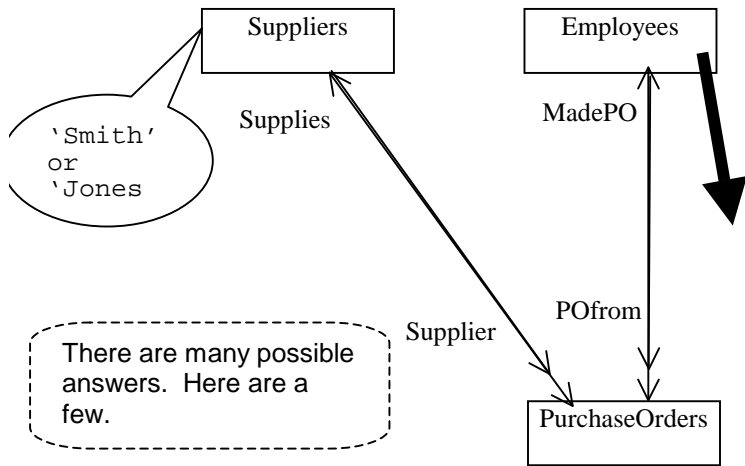 Suppliers
Employees
Supplies
MadePO
‘Smith’
or
‘Jones
POfrom
Supplier
There are many possible
answers. Here are a
few.
PurchaseOrders